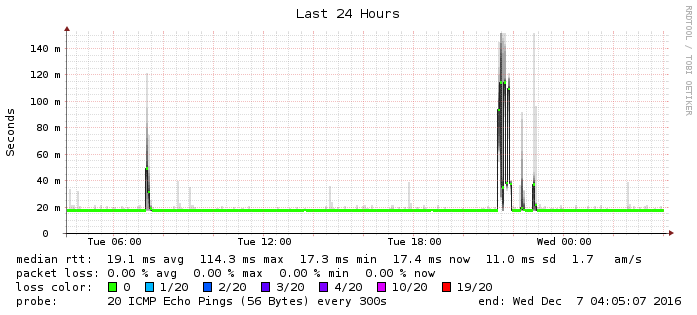 Last 24 Hours
RRDTOOL / TOBI OETIKER
Seconds
140 m
120 m
100 m
80 m
60 m
40 m
20 m
0
Tue 06:00 Tue 12:00 Tue 18:00 Wed 00:00
median rtt: 19.1 ms avg 114.3 ms max 17.3 ms min 17.4 ms now 11.0 ms sd 1.7 am/s
packet loss: 0.00 % avg 0.00 % max 0.00 % min 0.00 % now
loss color: 0 1/20 2/20 3/20 4/20 10/20 19/20
probe: 20 ICMP Echo Pings (56 Bytes) every 300s end: Wed Dec 7 04:05:07 2016